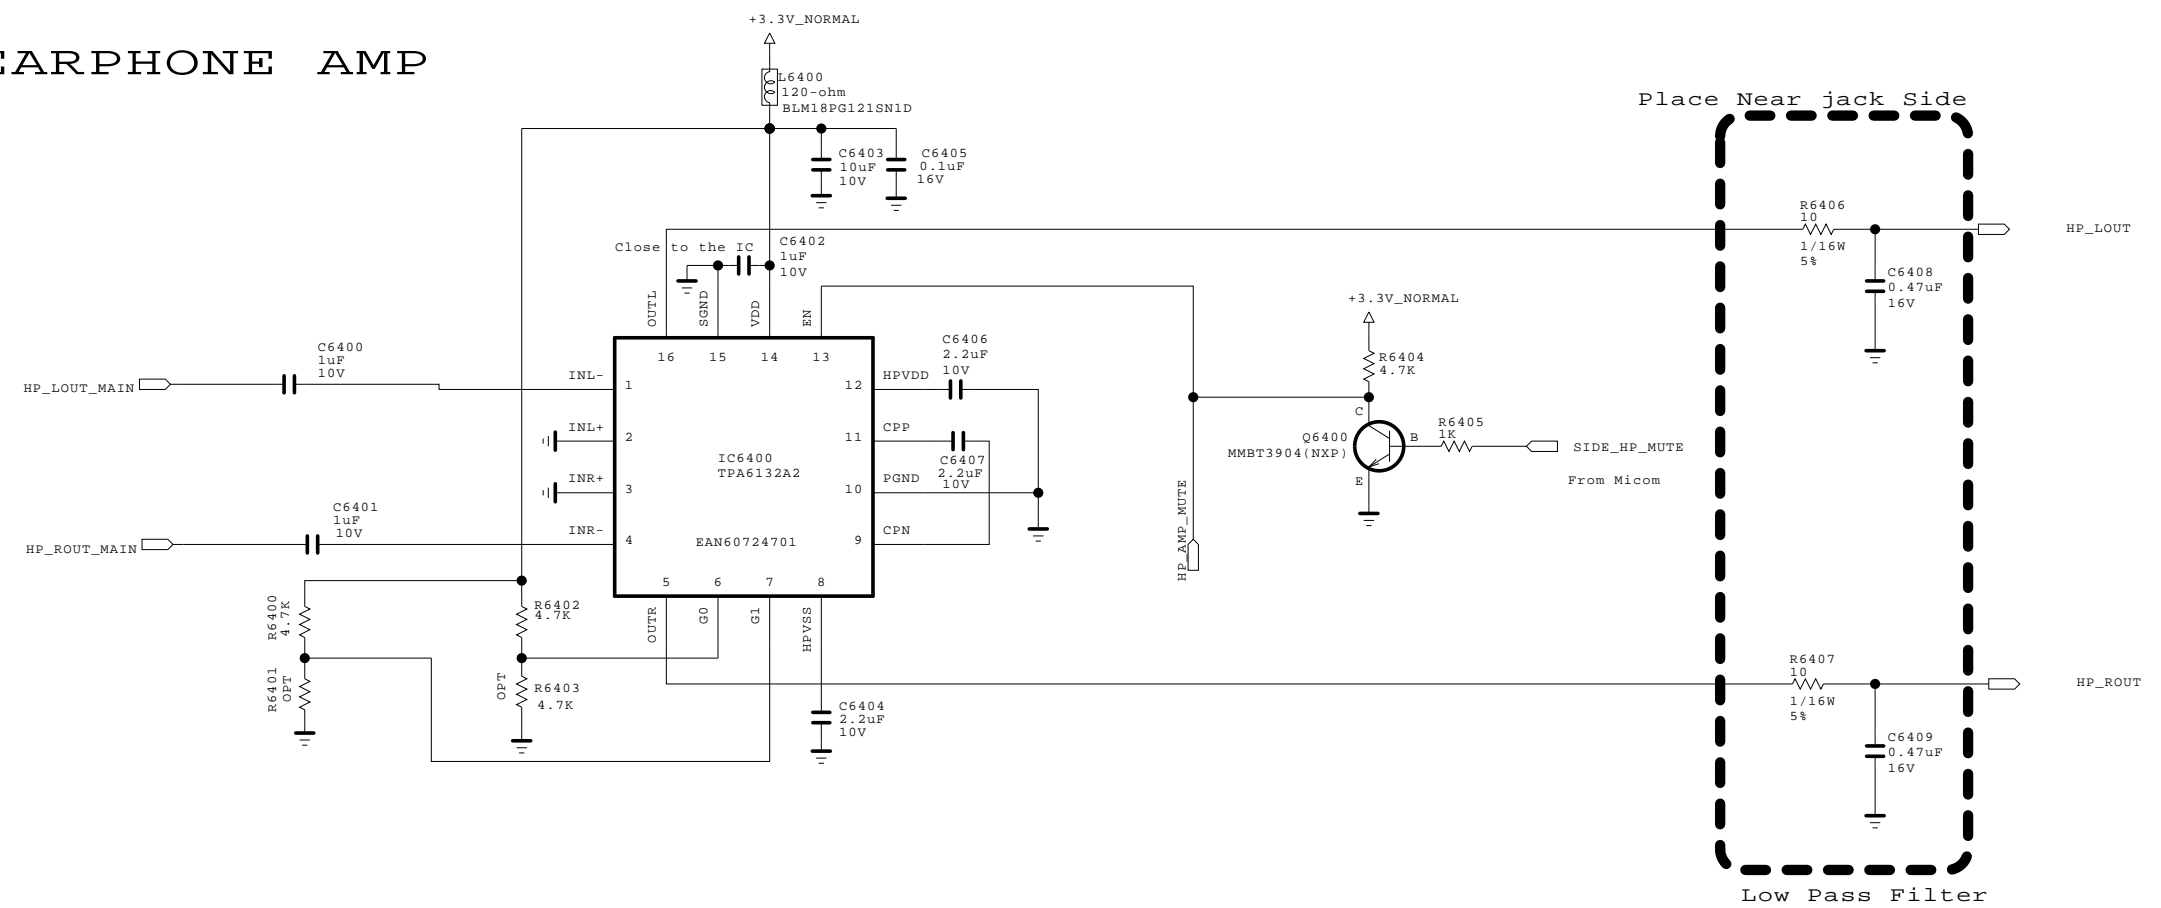 EARPHONE AMP
+3.3V_NORMAL
L6400
120-ohm
BLM18PG121SN1D
C6403
10uF
10V
C6405
0.1uF
16V
Place Near jack Side
R6406
10
1/16W
5%
HP_LOUT
C6408
0.47uF
16V
Close to the IC
C6402
1uF
10V
OUTL
SGND
VDD
EN
16
15
14
13
+3.3V_NORMAL
R6404
4.7K
C6400
1uF
10V
HP_LOUT_MAIN
INL-
1
INL+
2
INR+
3
INR-
4
C6401
1uF
10V
HP_ROUT_MAIN
IC6400
TPA6132A2
EAN60724701
12
HPVDD
11
CPP
10
PGND
9
CPN
C6406
2.2uF
10V
C6407
2.2uF
10V
C
B
E
Q6400
MMBT3904(NXP)
R6405
1K
SIDE_HP_MUTE
From Micom
HP_AMP_MUTE
5
6
7
8
OUTR
G0
G1
HPVSS
R6400
4.7K
R6401
OPT
R6402
4.7K
OPT
R6403
4.7K
C6404
2.2uF
10V
R6407
10
1/16W
5%
HP_ROUT
C6409
0.47uF
16V
Low Pass Filter